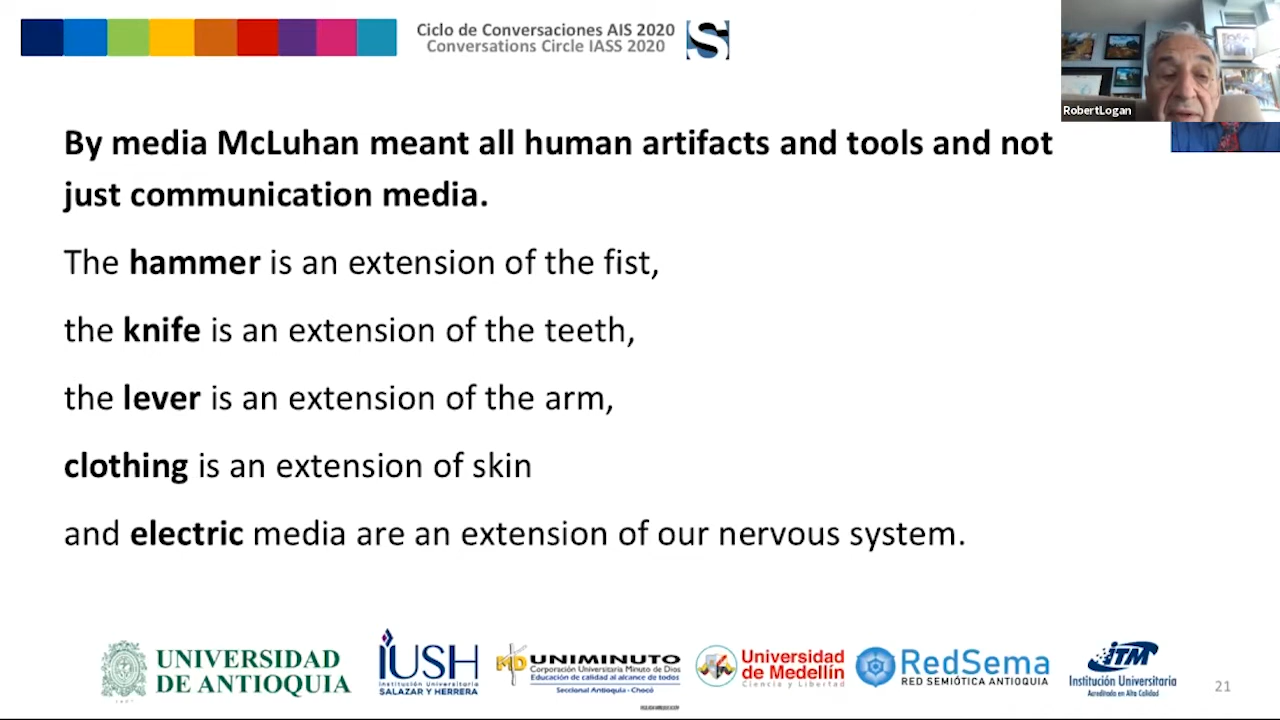 Ciclo de Conversaciones AIS 2020
Conversations Circle IASS 2020
S
RobertLogan
By media McLuhan meant all human artifacts and tools and not
just communication media.
The hammer is an extension of the fist,
the knife is an extension of the teeth,
the lever is an extension of the arm,
clothing is an extension of skin
and electric media are an extension of our nervous system.
UNIVERSIDAD
DE ANTIOQUIA
IUSH
Institución Universitaria
SALAZAR Y HERRERA
MD UNIMINUTO
Corporación Universitaria Minuto de Dios
Educación de calidad al alcance de todos
Seccional Antioquia - Chocó
Universidad
de Medellín
Ciencia y Libertad
RedSema
RED SEMIÓTICA ANTIOQUIA
iTM
Institución Universitaria
Acreditada en Alta Calidad
21